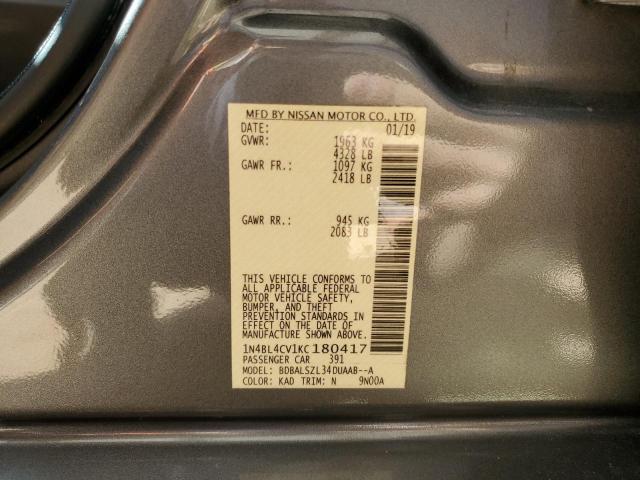 MFD BY NISSAN MOTOR CO., LTD.
DATE: 01/19
GVWR: 1963 KG
4328 LB
GAWR FR.: 1097 KG
2418 LB
GAWR RR.: 945 KG
2083 LB
THIS VEHICLE CONFORMS TO
ALL APPLICABLE FEDERAL
MOTOR VEHICLE SAFETY,
BUMPER, AND THEFT
PREVENTION STANDARDS IN
EFFECT ON THE DATE OF
MANUFACTURE SHOWN ABOVE.
1N4BL4CV1KC180417
PASSENGER CAR 391
MODEL: BDBALSZL34DUAAB--A
COLOR: KAD TRIM: N 9N00A